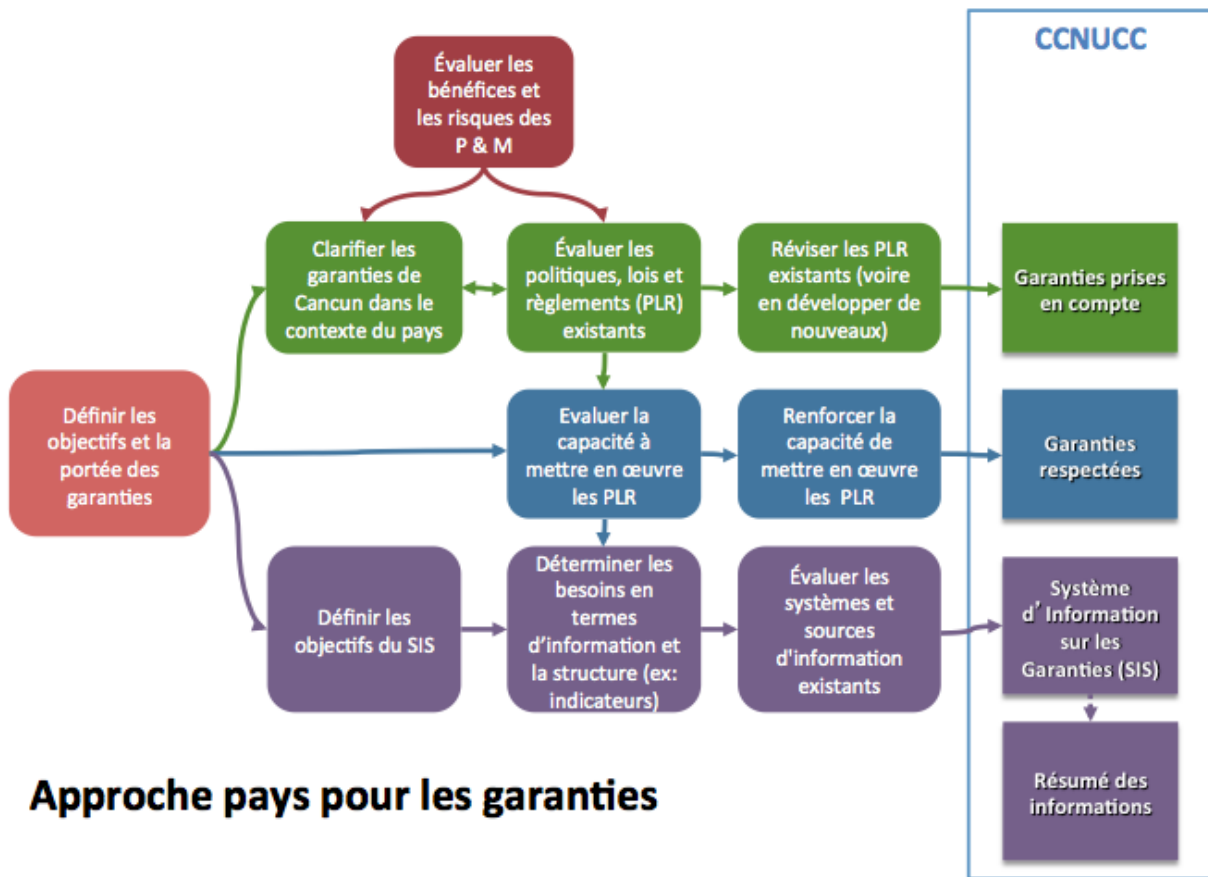 CCNUCC
Évaluer les
bénéfices et
les risques des
P & M
Clarifier les
garanties de
Cancun dans le
contexte du pays
Évaluer les
politiques, lois et
règlements (PLR)
existants
Réviser les PLR
existants (voire
en développer de
nouveaux)
Garanties prises
en compte
Définir les
objectifs et la
portée des
garanties
Evaluer la
capacité à
mettre en œuvre
les PLR
Renforcer la
capacité de
mettre en œuvre
les PLR
Garanties
respectées
Définir les
objectifs du SIS
Déterminer les
besoins en
termes
d'information et
la structure (ex:
indicateurs)
Évaluer les
systèmes et
sources
d'information
existants
Système
d' Information
sur les
Garanties (SIS)
Résumé des
informations
Approche pays pour les garanties